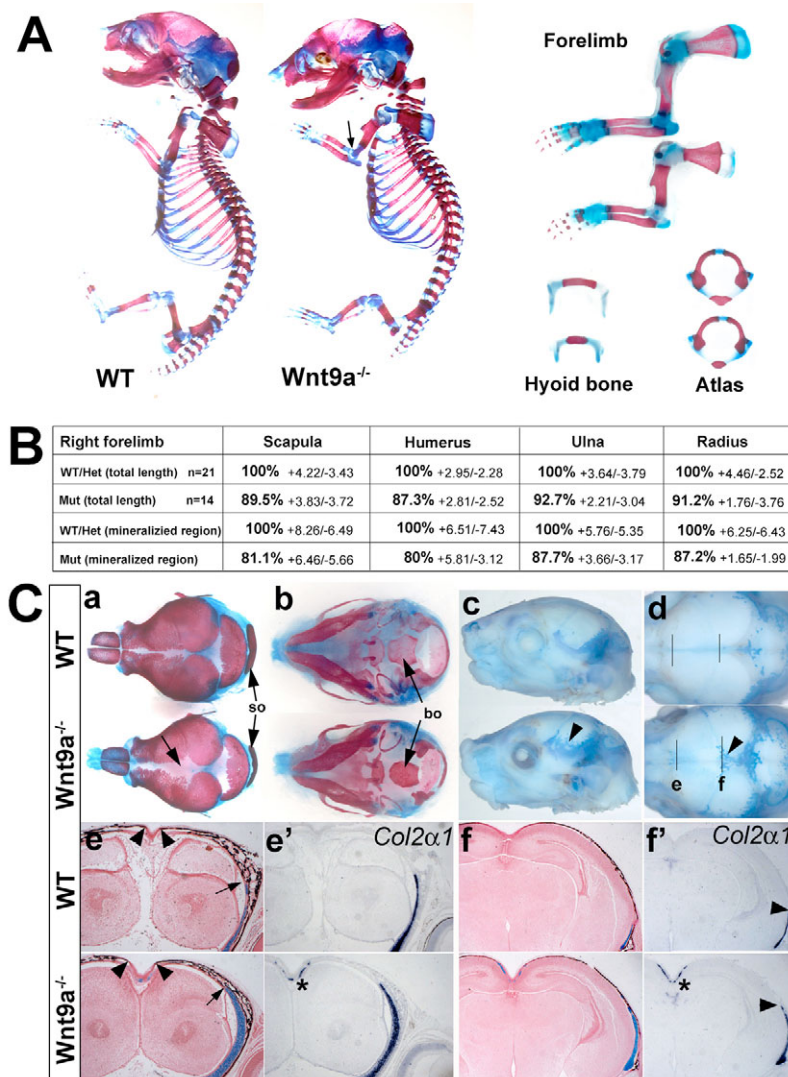 A
Forelimb
WT
Wnt9a-/-
Hyoid bone
Atlas
B
Right forelimb Scapula Humerus Ulna Radius
WT/Het (total length) n=21 100% +4.22/-3.43 100% +2.95/-2.28 100% +3.64/-3.79 100% +4.46/-2.52
Mut (total length) n=14 89.5% +3.83/-3.72 87.3% +2.81/-2.52 92.7% +2.21/-3.04 91.2% +1.76/-3.76
WT/Het (mineralizied region) 100% +8.26/-6.49 100% +6.51/-7.43 100% +5.76/-5.35 100% +6.25/-6.43
Mut (mineralized region) 81.1% +6.46/-5.66 80% +5.81/-3.12 87.7% +3.66/-3.17 87.2% +1.65/-1.99
C
a b c d
WT
so
bo
Wnt9a-/-
e f
e e' Col2α1 f f' Col2α1
WT
Wnt9a-/-
* *